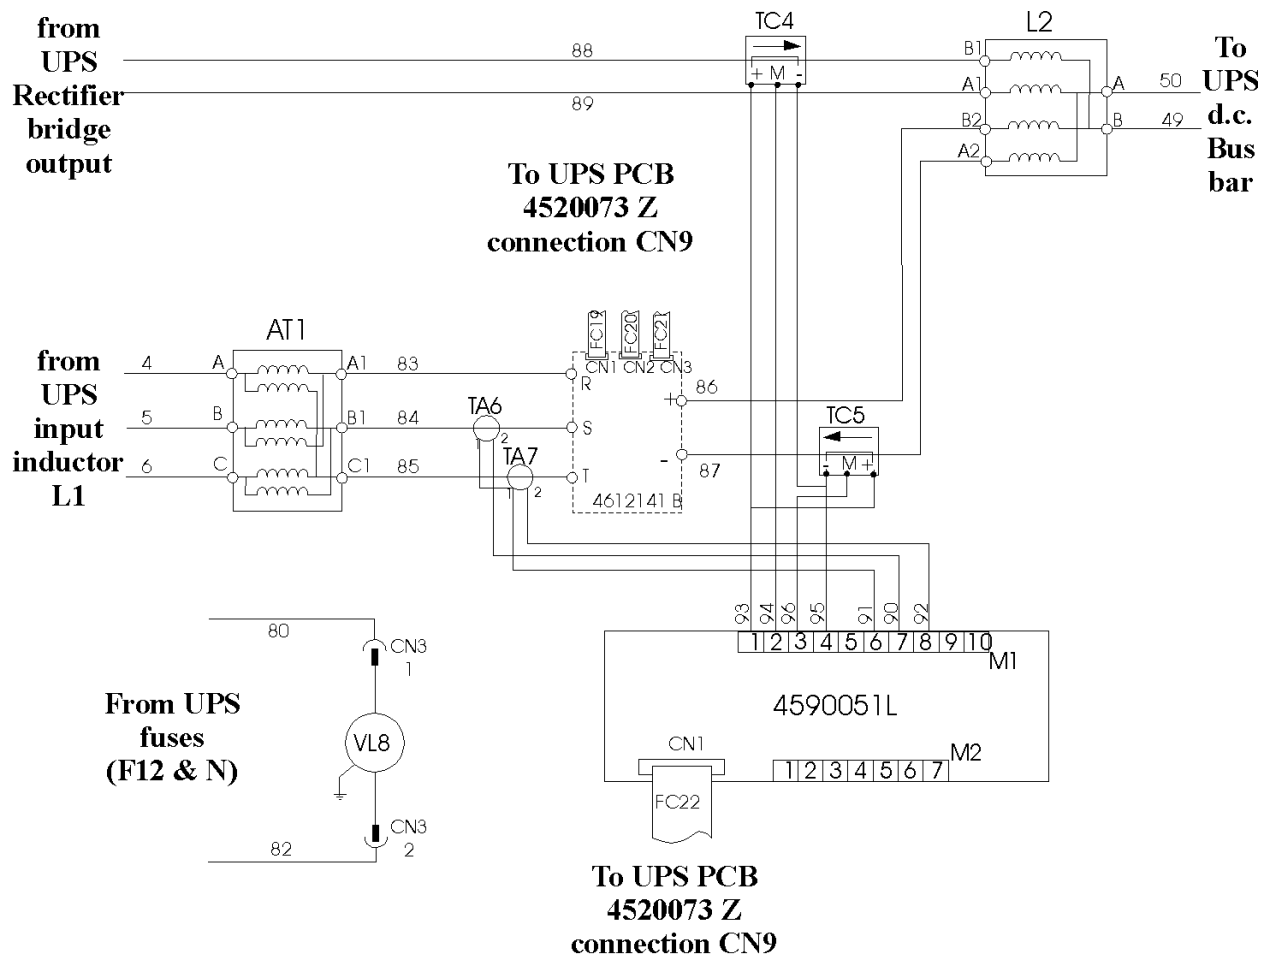 from
UPS
Rectifier
bridge
output
88
89
TC4
+ M -
L2
B1
A1
B2
A2
A
B
50
49
To
UPS
d.c.
Bus
bar
To UPS PCB
4520073 Z
connection CN9
from
UPS
input
inductor
L1
4
5
6
AT1
A
B
C
A1
B1
C1
83
84
85
TA6
1 2
TA7
1 2
FC19
FC20
FC21
CN1 CN2 CN3
R
S
T
+
-
4612141 B
86
87
TC5
- M +
93 94 96 95 91 90 92
1 2 3 4 5 6 7 8 9 10
M1
4590051L
M2
1 2 3 4 5 6 7
CN1
FC22
80
CN3
1
From UPS
fuses
(F12 & N)
VL8
CN3
2
82
To UPS PCB
4520073 Z
connection CN9